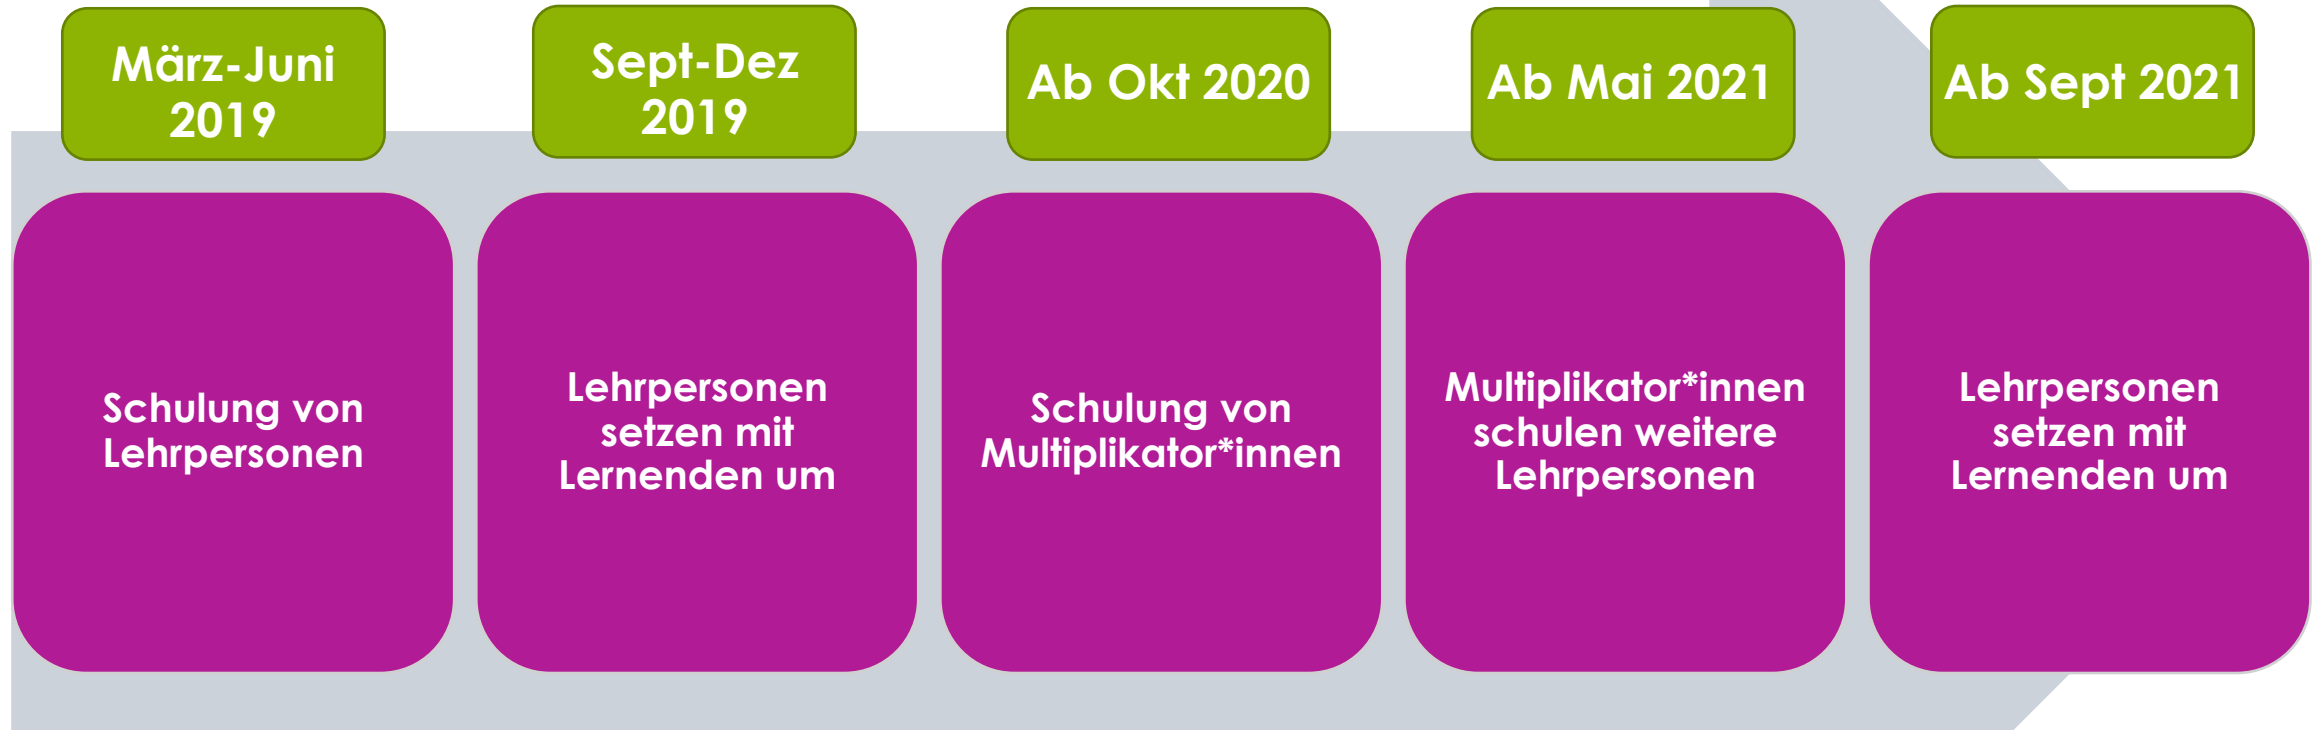 März-Juni
2019
Sept-Dez
2019
Ab Okt 2020
Ab Mai 2021
Ab Sept 2021
Schulung von
Lehrpersonen
Lehrpersonen
setzen mit
Lernenden um
Schulung von
Multiplikator*innen
Multiplikator*innen
schulen weitere
Lehrpersonen
Lehrpersonen
setzen mit
Lernenden um